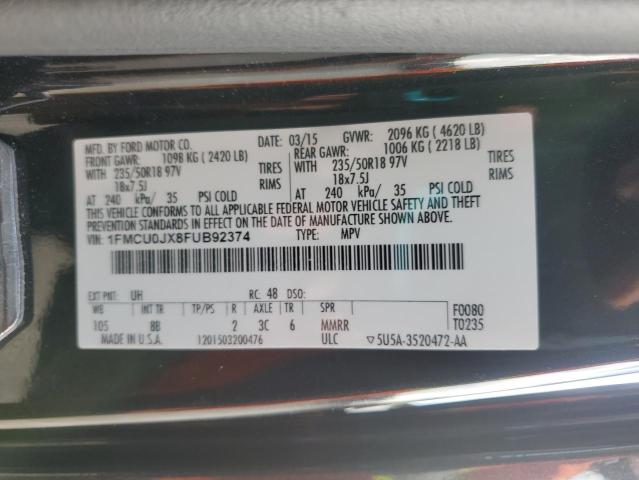 MFD. BY FORD MOTOR CO.
DATE: 03/15 GVWR: 2096 KG ( 4620 LB)
FRONT GAWR: 1098 KG ( 2420 LB) REAR GAWR: 1006 KG ( 2218 LB)
WITH 235/50R18 97V TIRES WITH 235/50R18 97V TIRES
18x7.5J RIMS 18x7.5J RIMS
AT 240 kPa/ 35 PSI COLD AT 240 kPa/ 35 PSI COLD
THIS VEHICLE CONFORMS TO ALL APPLICABLE FEDERAL MOTOR VEHICLE SAFETY AND THEFT
PREVENTION STANDARDS IN EFFECT ON THE DATE OF MANUFACTURE SHOWN ABOVE.
VIN: 1FMCU0JX8FUB92374 TYPE: MPV
EXT PNT: UH RC: 48 DSO:
WB INT TR TP/PS R AXLE TR SPR F0080
105 8B 2 3C 6 MMRR T0235
MADE IN U.S.A. 1201503200476 ULC ▽5U5A-3520472-AA